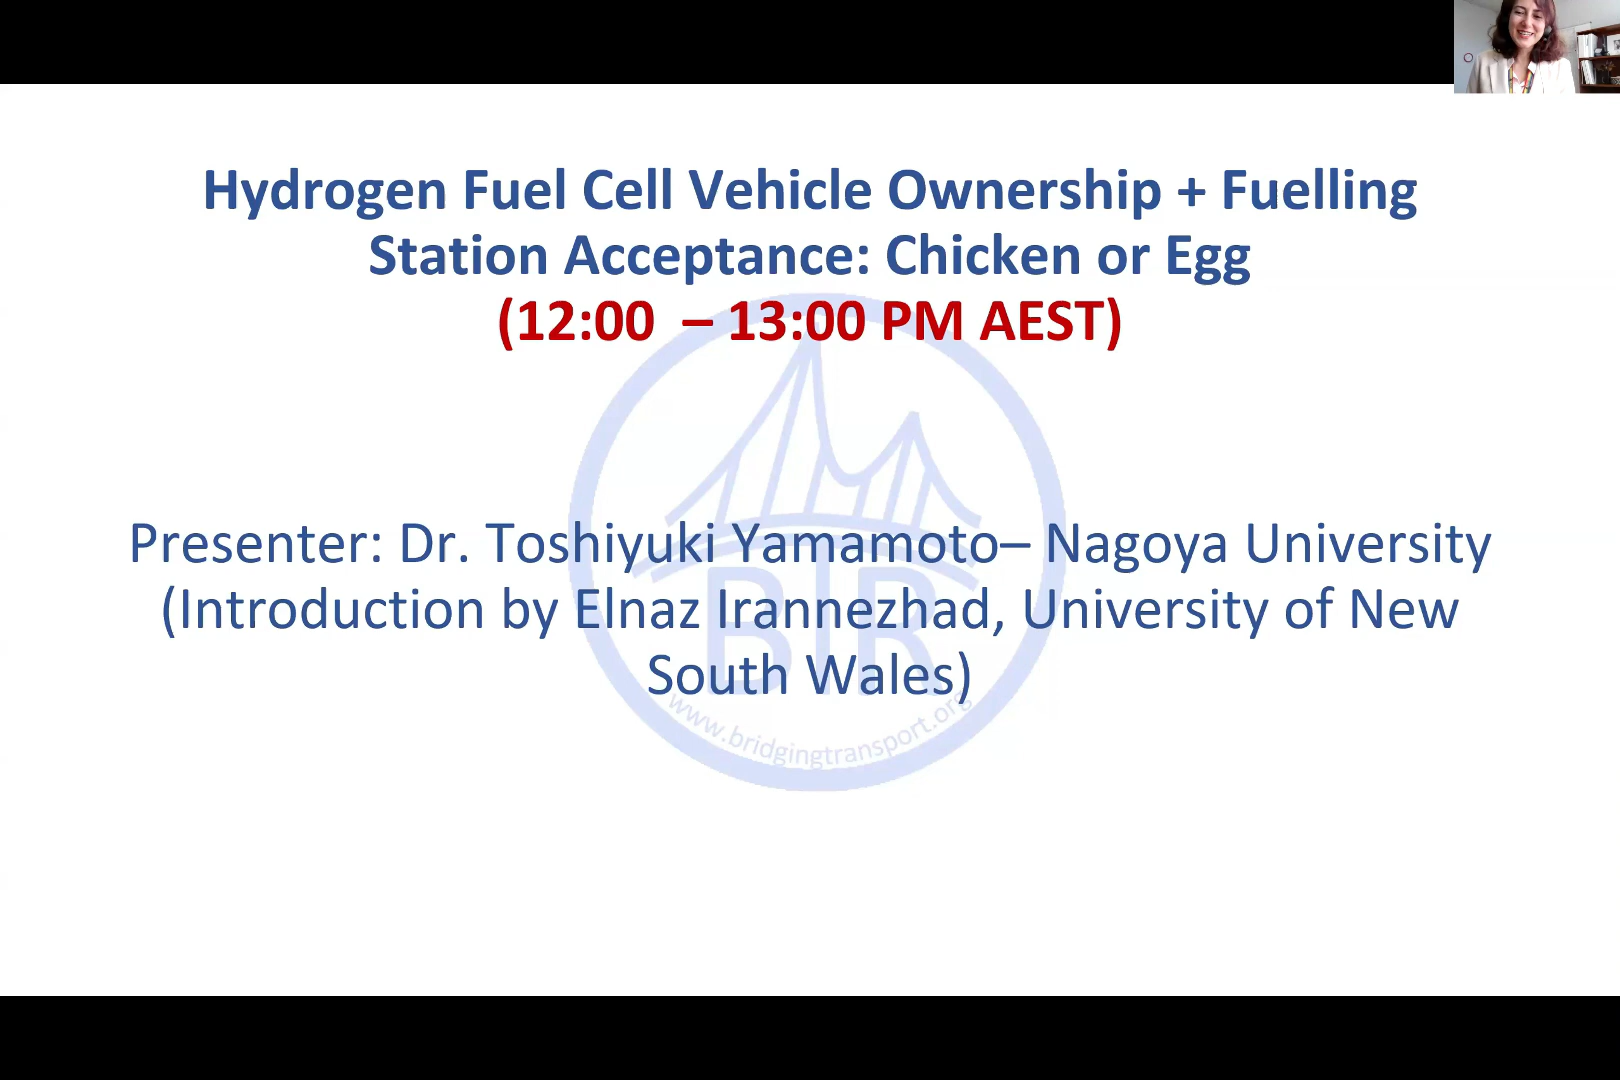 Hydrogen Fuel Cell Vehicle Ownership + Fuelling
Station Acceptance: Chicken or Egg
(12:00 – 13:00 PM AEST)
Presenter: Dr. Toshiyuki Yamamoto– Nagoya University
(Introduction by Elnaz Irannezhad, University of New
South Wales)
BTR
www.bridgingtransport.org